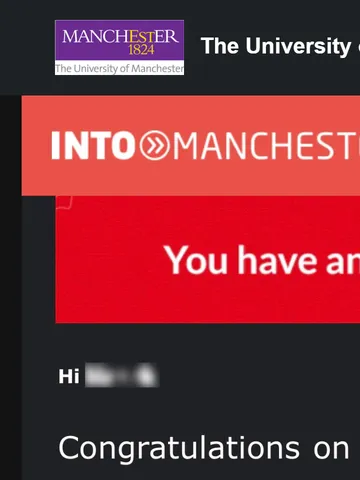 MANCHESTER
1824
The University of Manchester
The University
INTO MANCHEST
You have an
Hi
Congratulations on